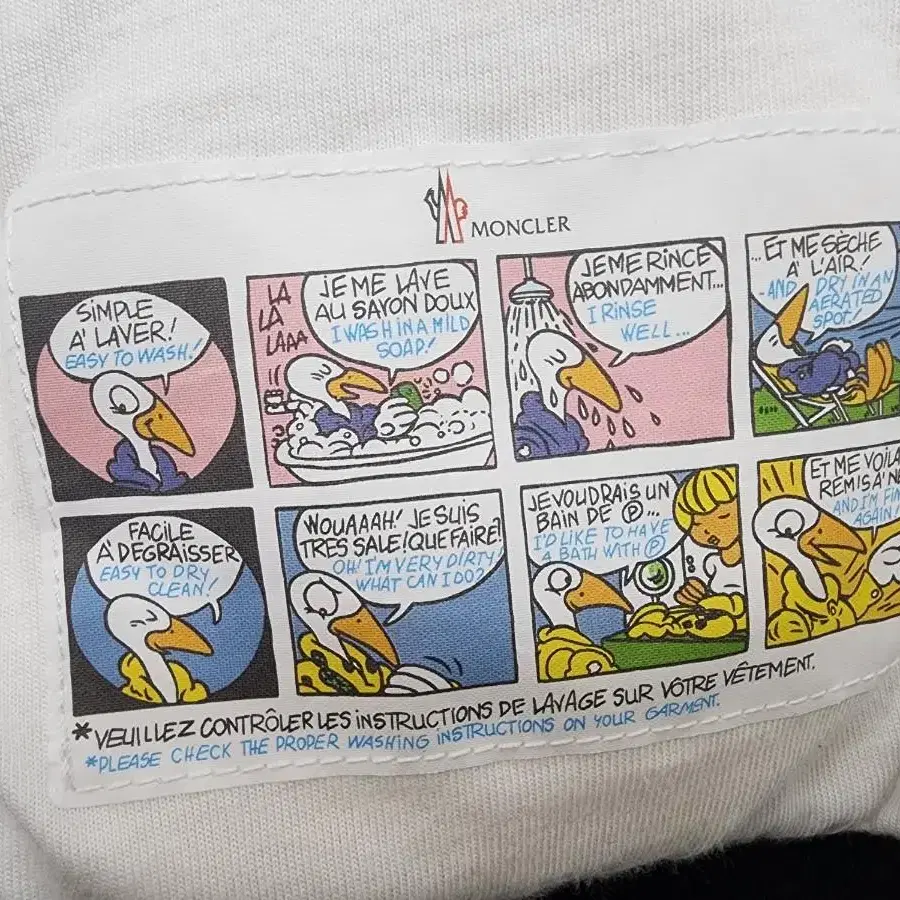 MONCLER
SIMPLE
A' LAVER!
EASY TO WASH!
LA
LA
LAAA
JE ME LAVE
AU SAVON DOUX
I WASH IN A MILD
SOAP!
JE ME RINCE
ABONDAMMENT...
I RINSE
WELL...
...ET ME SÈCHE
A' L'AIR!
-AND I DRY IN AN
AERATED
SPOT!
FACILE
A' DEGRAISSER
EASY TO DRY
CLEAN!
WOUAAAH! JE SUIS
TRES SALE! QUE FAIRE?
OH! I'M VERY DIRTY!
WHAT CAN I DO?
JE VOUDRAIS UN
BAIN DE Ⓟ...
I'D LIKE TO HAVE
A BATH WITH Ⓟ
ET ME VOILA
REMIS A'
AND I'M
AGAIN!
*VEUILLEZ CONTRÔLER LES INSTRUCTIONS DE LAVAGE SUR VÔTRE VÊTEMENT.
*PLEASE CHECK THE PROPER WASHING INSTRUCTIONS ON YOUR GARMENT.